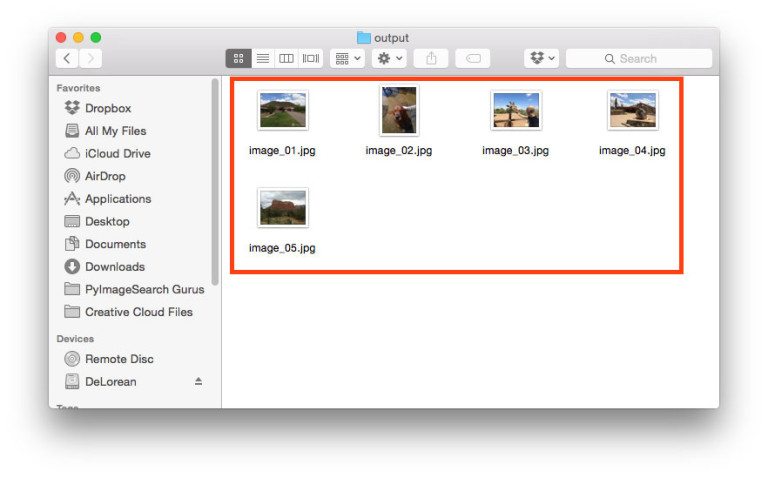 output
Search
Favorites
Dropbox
All My Files
iCloud Drive
AirDrop
Applications
Desktop
Documents
Downloads
PyImageSearch Gurus
Creative Cloud Files
Devices
Remote Disc
DeLorean
Tags
image_01.jpg
image_02.jpg
image_03.jpg
image_04.jpg
image_05.jpg